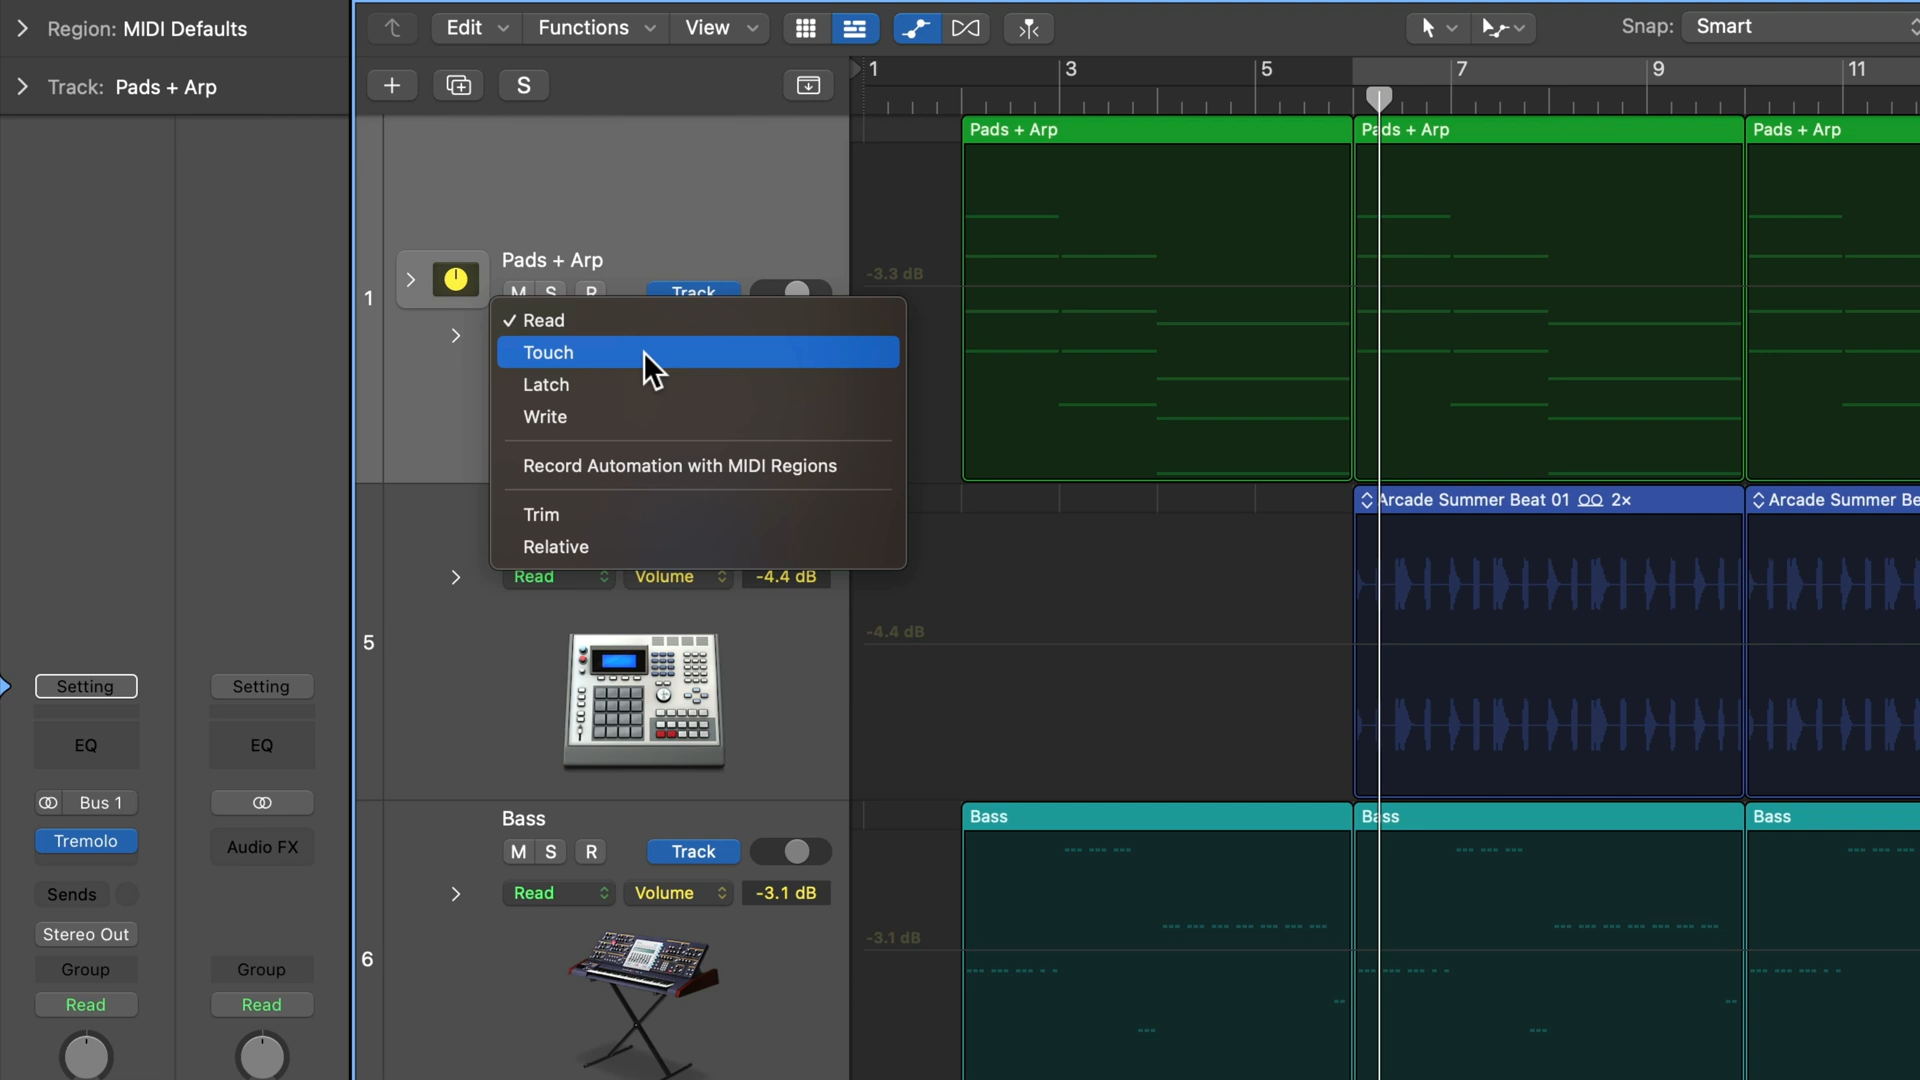 Region: MIDI Defaults
Track: Pads + Arp
Edit
Functions
View
Snap: Smart
S
1
3
5
7
9
11
Pads + Arp
Pads + Arp
Pads + Arp
1
Pads + Arp
M S R
Track
-3.3 dB
✓ Read
Touch
Latch
Write
Record Automation with MIDI Regions
Trim
Relative
Arcade Summer Beat 01 2×
Arcade Summer Be
Read
Volume
-4.4 dB
5
-4.4 dB
Bass
M S R
Track
Read
Volume
-3.1 dB
6
-3.1 dB
Bass
Bass
Bass
Setting
Setting
EQ
EQ
Bus 1
Tremolo
Audio FX
Sends
Stereo Out
Group
Group
Read
Read